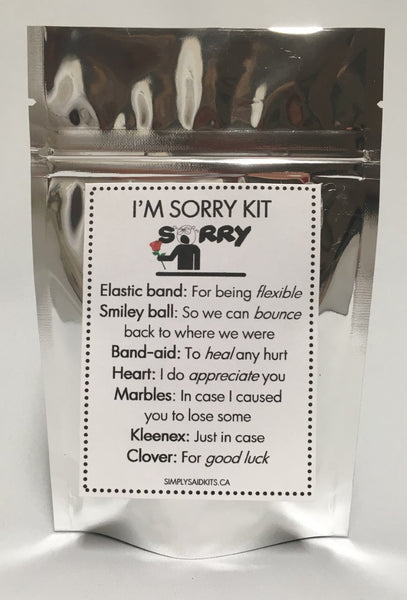 I'M SORRY KIT
SORRY
Elastic band: For being flexible
Smiley ball: So we can bounce
back to where we were
Band-aid: To heal any hurt
Heart: I do appreciate you
Marbles: In case I caused
you to lose some
Kleenex: Just in case
Clover: For good luck
SIMPLYSAIDKITS.CA